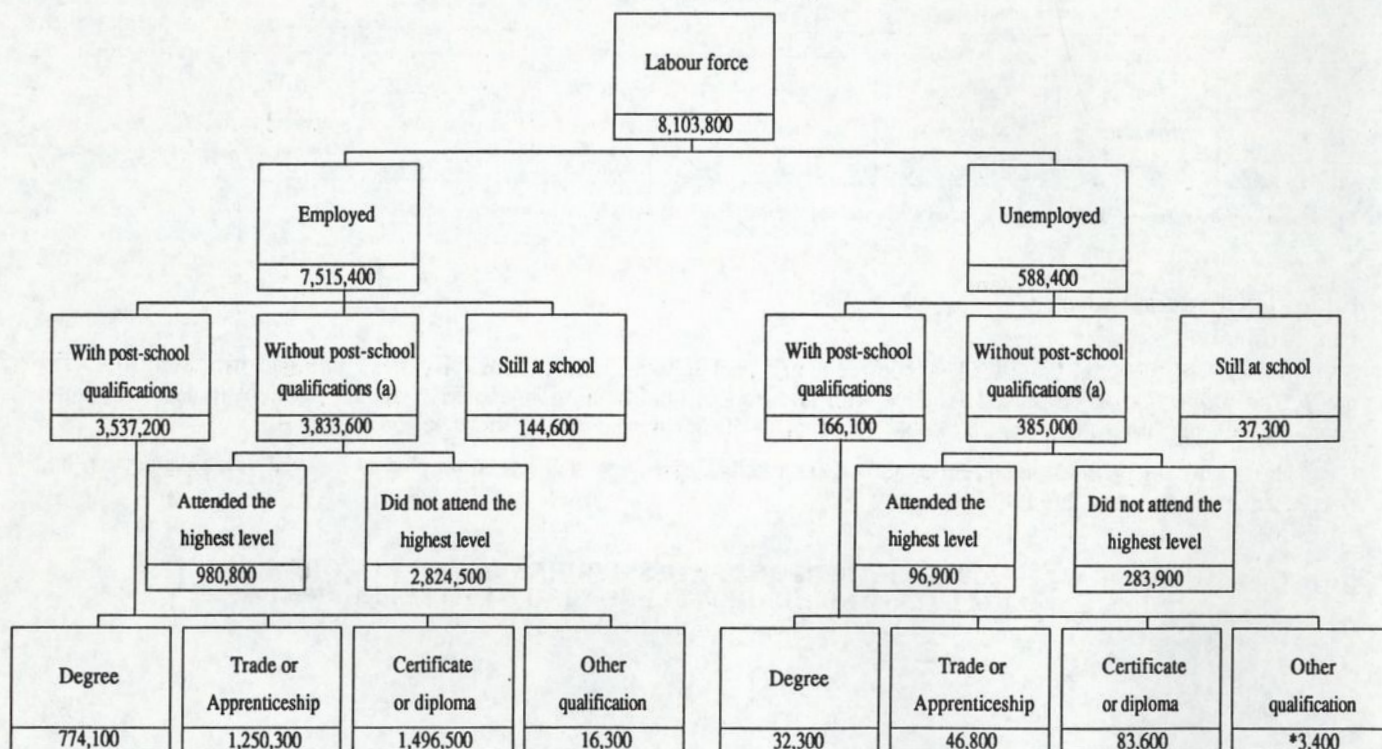 Labour force
8,103,800
Employed
7,515,400
Unemployed
588,400
With post-school
qualifications
3,537,200
Without post-school
qualifications (a)
3,833,600
Still at school
144,600
With post-school
qualifications
166,100
Without post-school
qualifications (a)
385,000
Still at school
37,300
Attended the
highest level
980,800
Did not attend the
highest level
2,824,500
Attended the
highest level
96,900
Did not attend the
highest level
283,900
Degree
774,100
Trade or
Apprenticeship
1,250,300
Certificate
or diploma
1,496,500
Other
qualification
16,300
Degree
32,300
Trade or
Apprenticeship
46,800
Certificate
or diploma
83,600
Other
qualification
*3,400